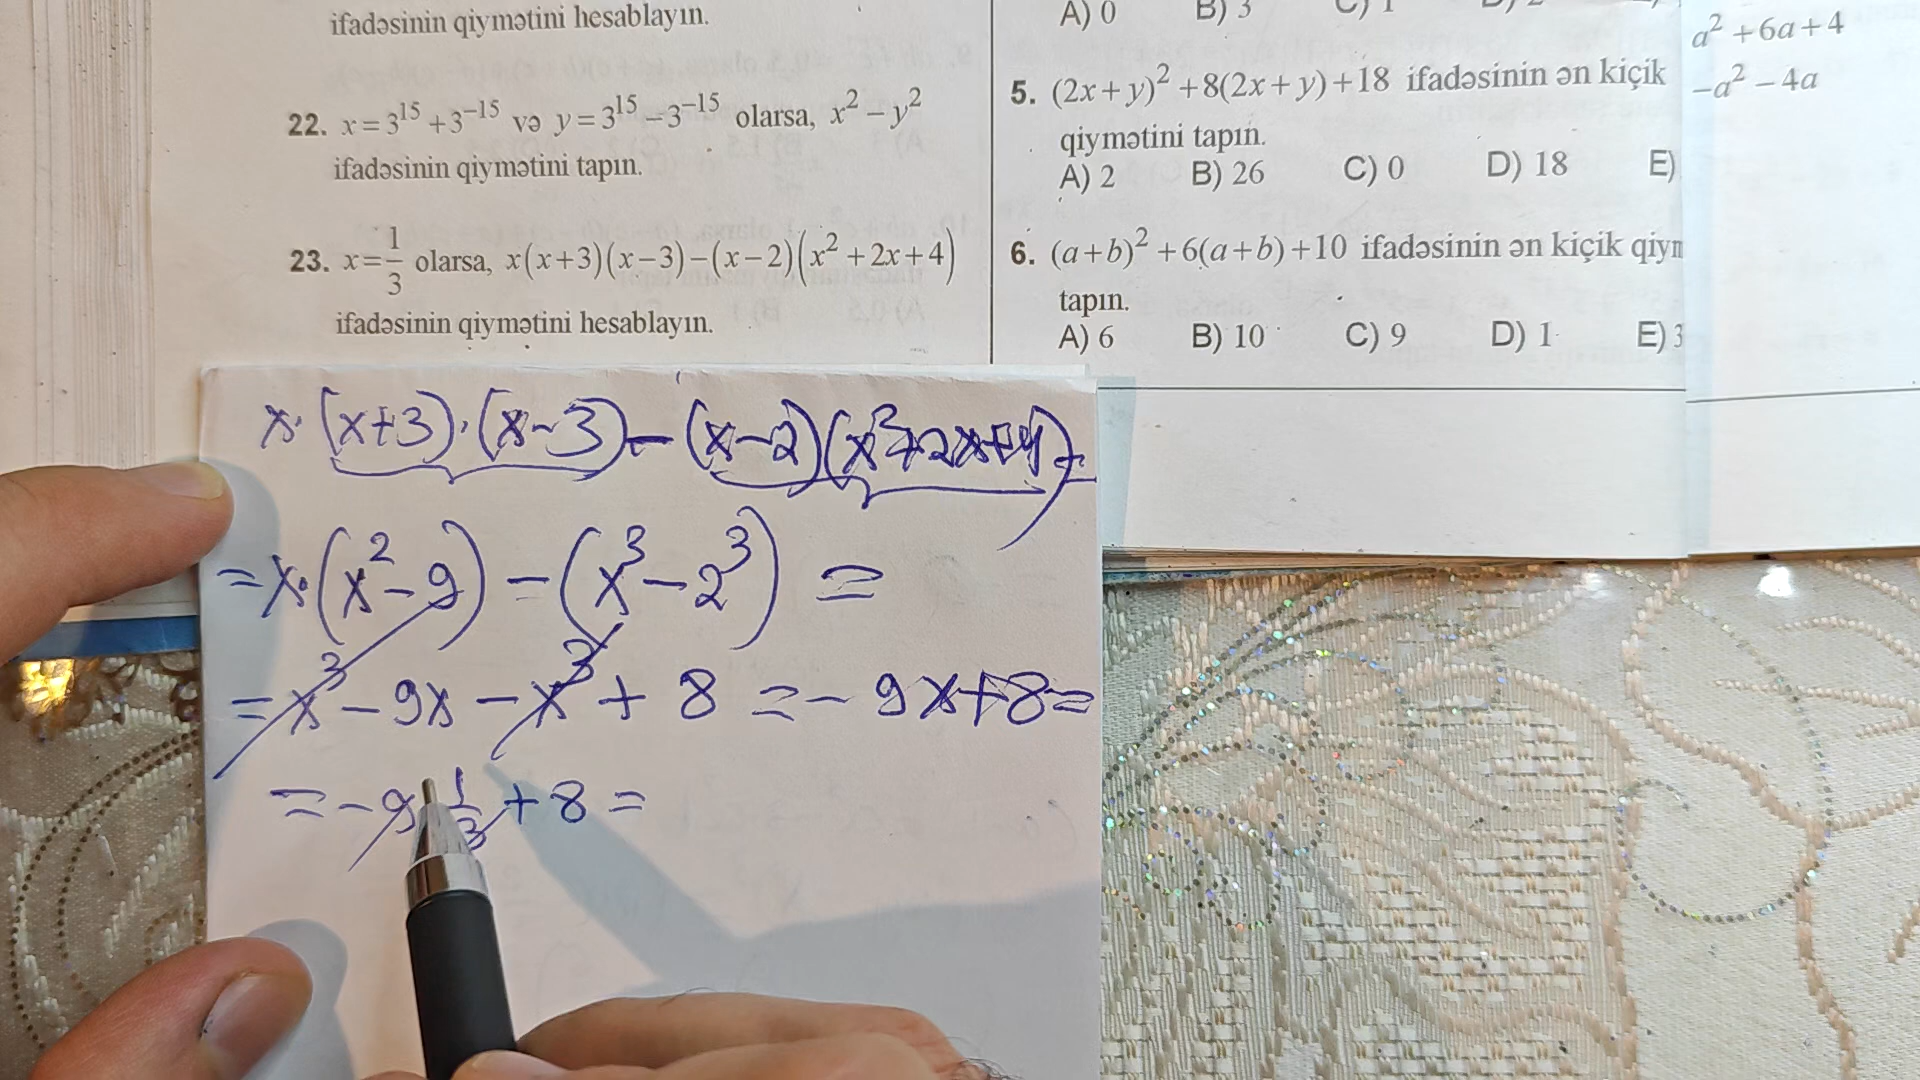 ifadəsinin qiymətini hesablayın.
22. x = 3¹⁵ + 3⁻¹⁵ və y = 3¹⁵ − 3⁻¹⁵ olarsa, x² − y²
ifadəsinin qiymətini tapın.
23. x = 1/3 olarsa, x(x+3)(x−3)−(x−2)(x²+2x+4)
ifadəsinin qiymətini hesablayın.
A) 0 B) 3
5. (2x+y)² + 8(2x+y) + 18 ifadəsinin ən kiçik
qiymətini tapın.
A) 2 B) 26 C) 0 D) 18 E)
6. (a+b)² + 6(a+b) + 10 ifadəsinin ən kiçik
tapın.
A) 6 B) 10 C) 9 D) 1 E) 3
a² + 6a + 4
−a² − 4a
x·(x+3)·(x−3)−(x−2)(x²+2x+4)=
=x·(x²−9)−(x³−2³)=
=x³−9x−x³+8=−9x+8=
=−9·1/3+8=